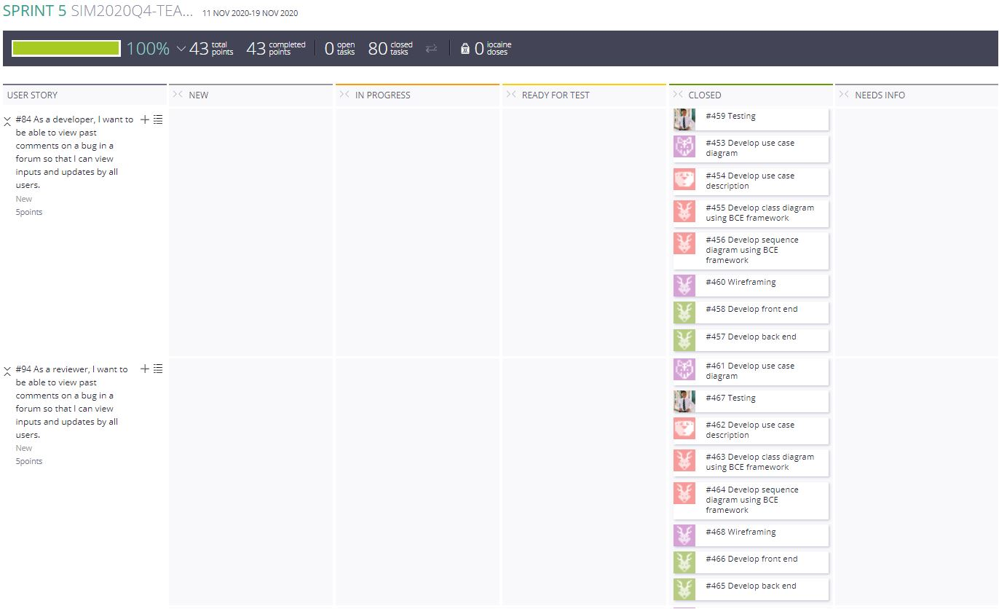 SPRINT 5 SIM2020Q4-TEA... 11 NOV 2020-19 NOV 2020
100% 43 total points 43 completed points 0 open tasks 80 closed tasks 0 iocaine doses
USER STORY NEW IN PROGRESS READY FOR TEST CLOSED NEEDS INFO
#84 As a developer, I want to
be able to view past
comments on a bug in a
forum so that I can view
inputs and updates by all
users.
New
5points
#459 Testing
#453 Develop use case
diagram
#454 Develop use case
description
#455 Develop class diagram
using BCE framework
#456 Develop sequence
diagram using BCE
framework
#460 Wireframing
#458 Develop front end
#457 Develop back end
#94 As a reviewer, I want to
be able to view past
comments on a bug in a
forum so that I can view
inputs and updates by all
users.
New
5points
#461 Develop use case
diagram
#467 Testing
#462 Develop use case
description
#463 Develop class diagram
using BCE framework
#464 Develop sequence
diagram using BCE
framework
#468 Wireframing
#466 Develop front end
#465 Develop back end